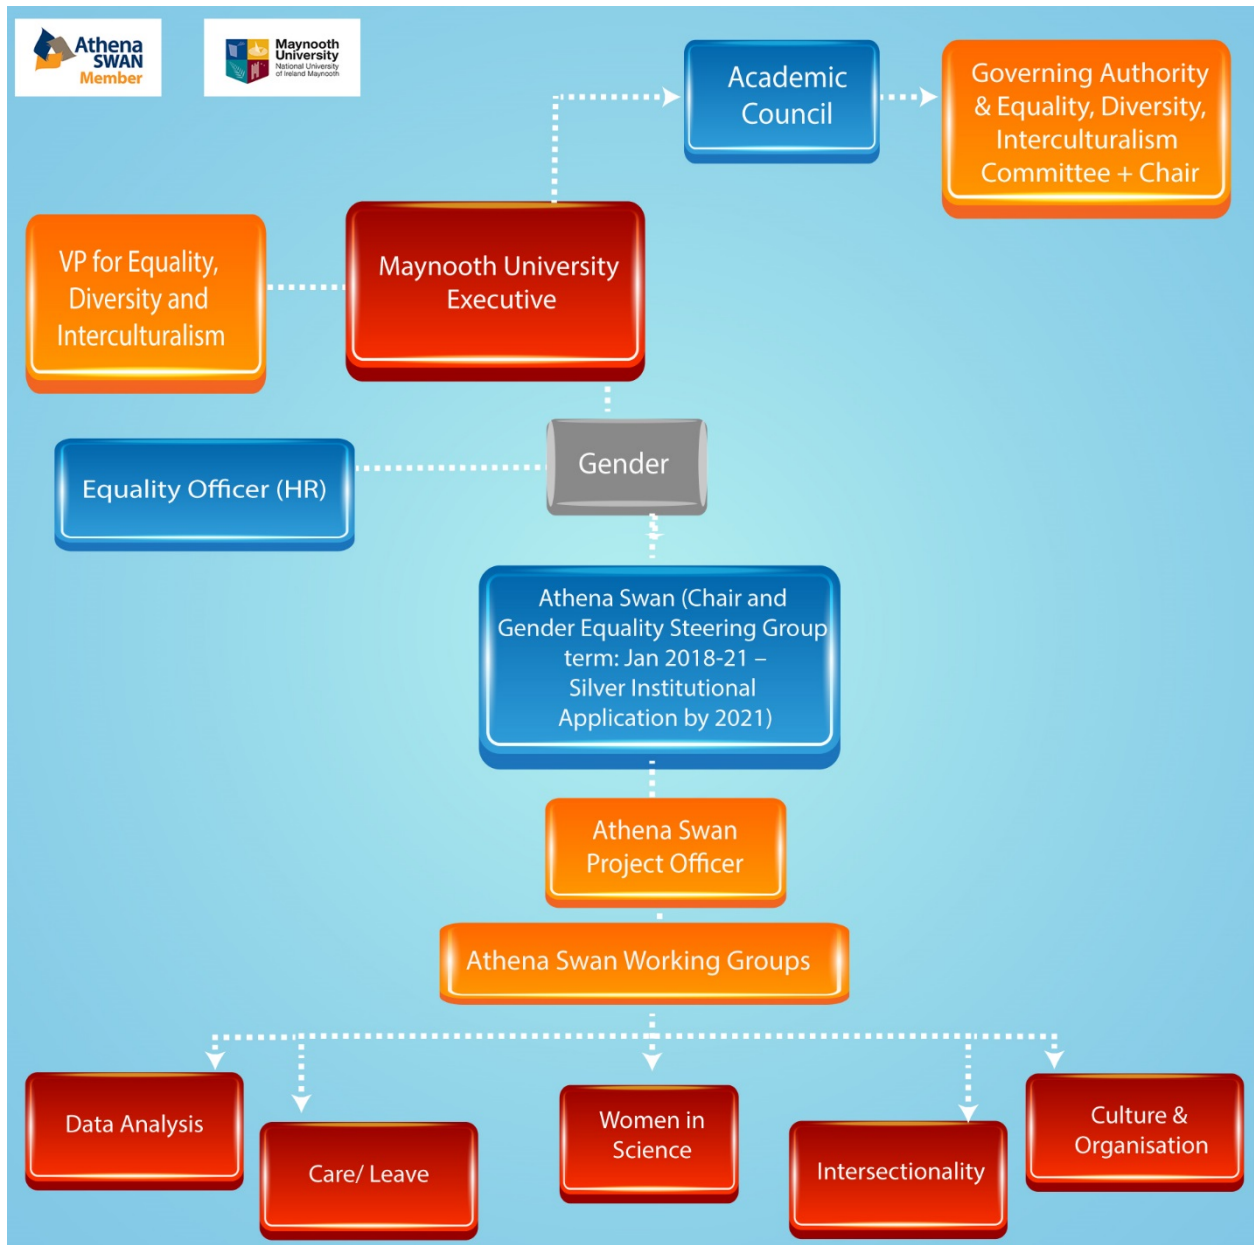 Athena
SWAN
Member
Maynooth
University
National University
of Ireland Maynooth
Academic
Council
Governing Authority
& Equality, Diversity,
Interculturalism
Committee + Chair
VP for Equality,
Diversity and
Interculturalism
Maynooth University
Executive
Gender
Equality Officer (HR)
Athena Swan (Chair and
Gender Equality Steering Group
term: Jan 2018-21 –
Silver Institutional
Application by 2021)
Athena Swan
Project Officer
Athena Swan Working Groups
Data Analysis
Care/ Leave
Women in
Science
Intersectionality
Culture &
Organisation